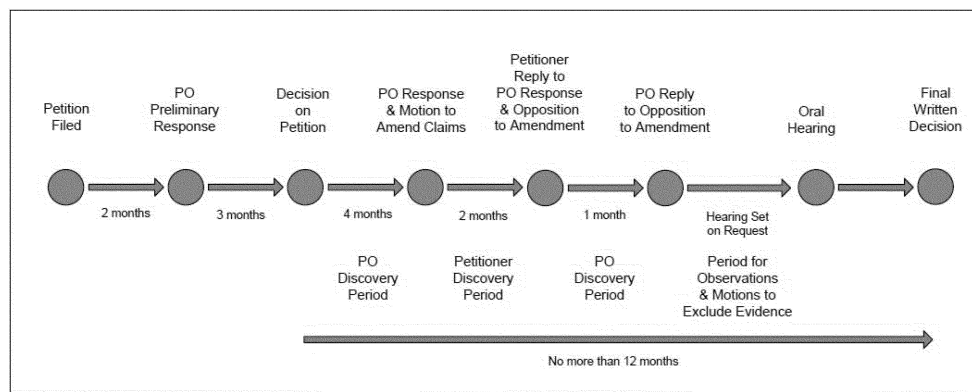 Petition
Filed
PO
Preliminary
Response
Decision
on
Petition
PO Response
& Motion to
Amend Claims
Petitioner
Reply to
PO Response
& Opposition
to Amendment
PO Reply
to Opposition
to Amendment
Oral
Hearing
Final
Written
Decision
2 months
3 months
4 months
2 months
1 month
Hearing Set
on Request
PO
Discovery
Period
Petitioner
Discovery
Period
PO
Discovery
Period
Period for
Observations
& Motions to
Exclude Evidence
No more than 12 months